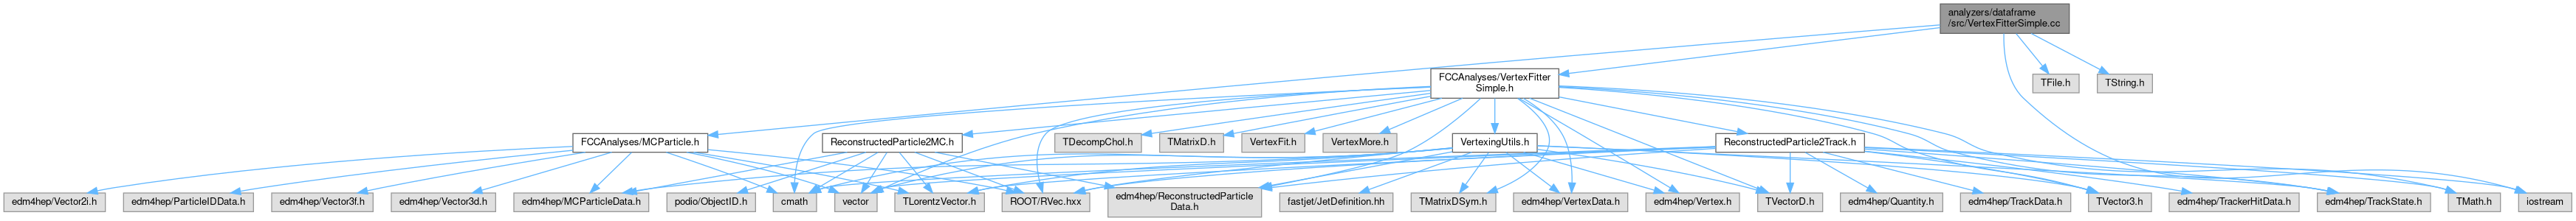 analyzers/dataframe
/src/VertexFitterSimple.cc
FCCAnalyses/VertexFitter
Simple.h
TFile.h
TString.h
FCCAnalyses/MCParticle.h
ReconstructedParticle2MC.h
TDecompChol.h
TMatrixD.h
VertexFit.h
VertexMore.h
VertexingUtils.h
ReconstructedParticle2Track.h
edm4hep/Vector2i.h
edm4hep/ParticleIDData.h
edm4hep/Vector3f.h
edm4hep/Vector3d.h
edm4hep/MCParticleData.h
podio/ObjectID.h
cmath
vector
TLorentzVector.h
ROOT/RVec.hxx
edm4hep/ReconstructedParticle
Data.h
fastjet/JetDefinition.hh
TMatrixDSym.h
edm4hep/VertexData.h
edm4hep/Vertex.h
TVectorD.h
edm4hep/Quantity.h
edm4hep/TrackData.h
TVector3.h
edm4hep/TrackerHitData.h
edm4hep/TrackState.h
TMath.h
iostream